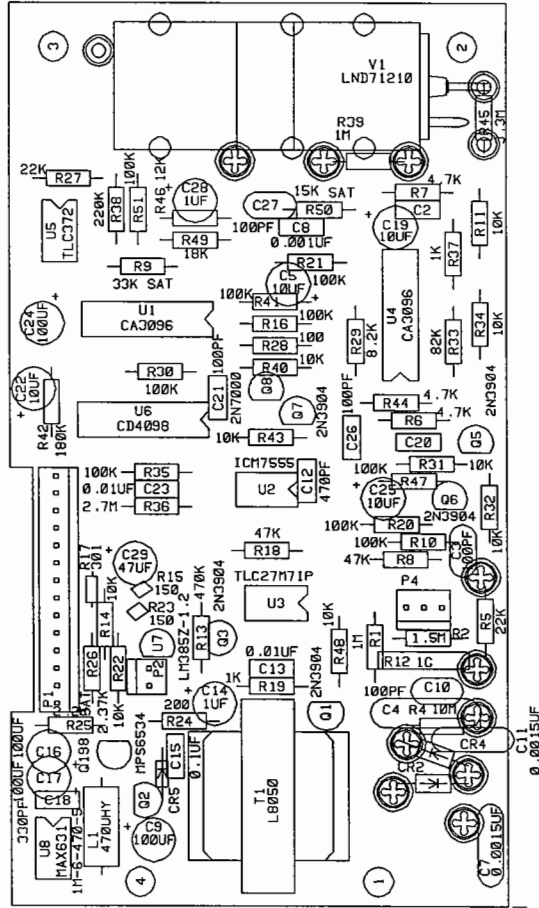 3
2
V1
LND71210
R45
3.3M
R39
1M
22K
R27
100K
12K
220K
R38
R51
R46
C28
1UF
15K SAT
C27
R50
4.7K
R7
C2
U5
TLC372
R49
18K
100PF
C8
0.001UF
C19
10UF
R11
10K
1K
R37
R9
33K SAT
R21
100K
C5
10UF
U1
CA3096
100K
R41
R16
100K
C24
100UF
R28
100
R29
8.2K
U4
CA3096
82K
R33
R34
10K
R30
100K
100PF
R40
10K
C22
10UF
R42
180K
U6
CD4098
C21
2N7000
Q8
Q7
2N3904
100PF
R44
4.7K
R6
4.7K
2N3904
10K
R43
C26
C20
Q5
100K
R35
0.01UF
C23
2.7M
R36
ICM7555
U2
C12
470PF
100K
R31
10K
C25
10UF
R47
Q6
2N3904
R32
10K
100K
R20
100K
R10
C3
100PF
47K
R18
47K
R8
R17
301
C29
47UF
R15
150
R23
150
470K
2N3904
TLC27M7IP
U3
P4
10K
R14
U7
LM385Z-1.2
R13
Q3
10K
R48
1M
R1
1.5M
R2
R5
22K
R26
R22
P2
0.01UF
C13
R12
1G
P1
SAT
2.37K
10K
1K
R19
2N3904
100PF
C10
R25
200
R24
C14
1UF
Q1
C4
R4
10M
C11
0.0015UF
100UF
100UF
C16
C17
Q198
MPS6534
0.1UF
C15
CR4
CR2
330PF
C18
CR5
T1
L8050
Q2
U8
MAX631
1M-6-470-5
L1
470UHY
C9
100UF
C7
0.0015UF
4
1